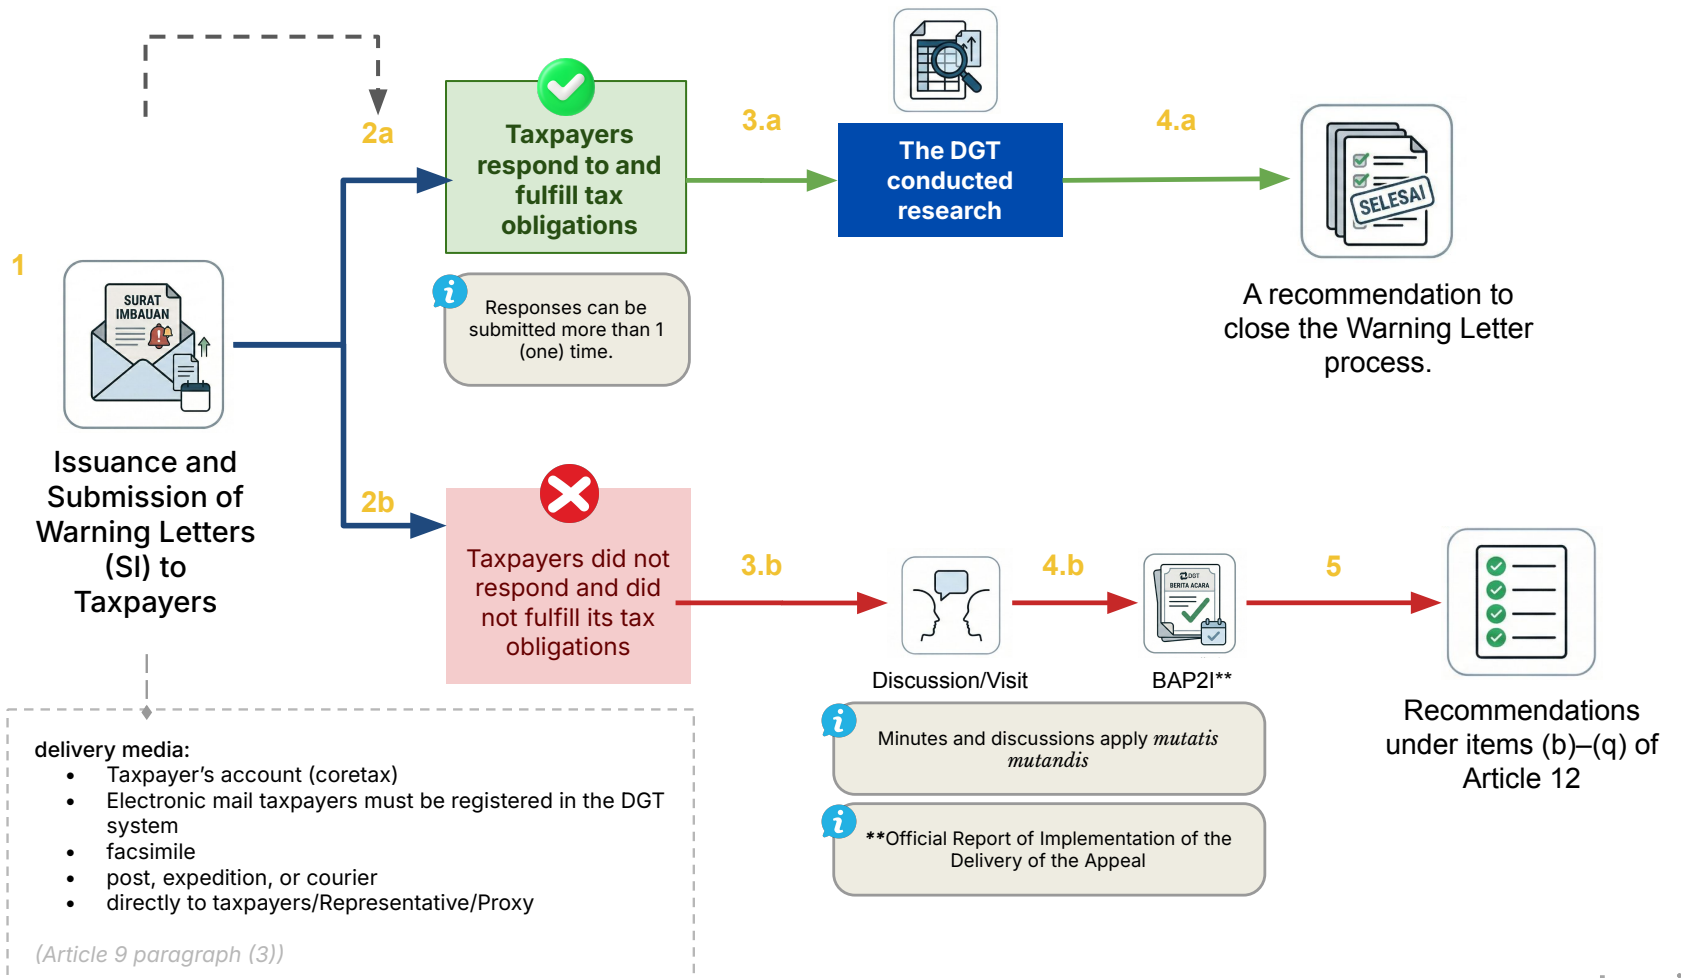 1
SURAT
IMBAUAN
Issuance and
Submission of
Warning Letters
(SI) to
Taxpayers
delivery media:
• Taxpayer's account (coretax)
• Electronic mail taxpayers must be registered in the DGT
system
• facsimile
• post, expedition, or courier
• directly to taxpayers/Representative/Proxy
(Article 9 paragraph (3))
2a
Taxpayers
respond to and
fulfill tax
obligations
Responses can be
submitted more than 1
(one) time.
3.a
The DGT
conducted
research
4.a
SELESAI
A recommendation to
close the Warning Letter
process.
2b
Taxpayers did not
respond and did
not fulfill its tax
obligations
3.b
Discussion/Visit
4.b
DGT
BERITA ACARA
BAP2I**
Minutes and discussions apply mutatis
mutandis
**Official Report of Implementation of the
Delivery of the Appeal
5
Recommendations
under items (b)–(q) of
Article 12